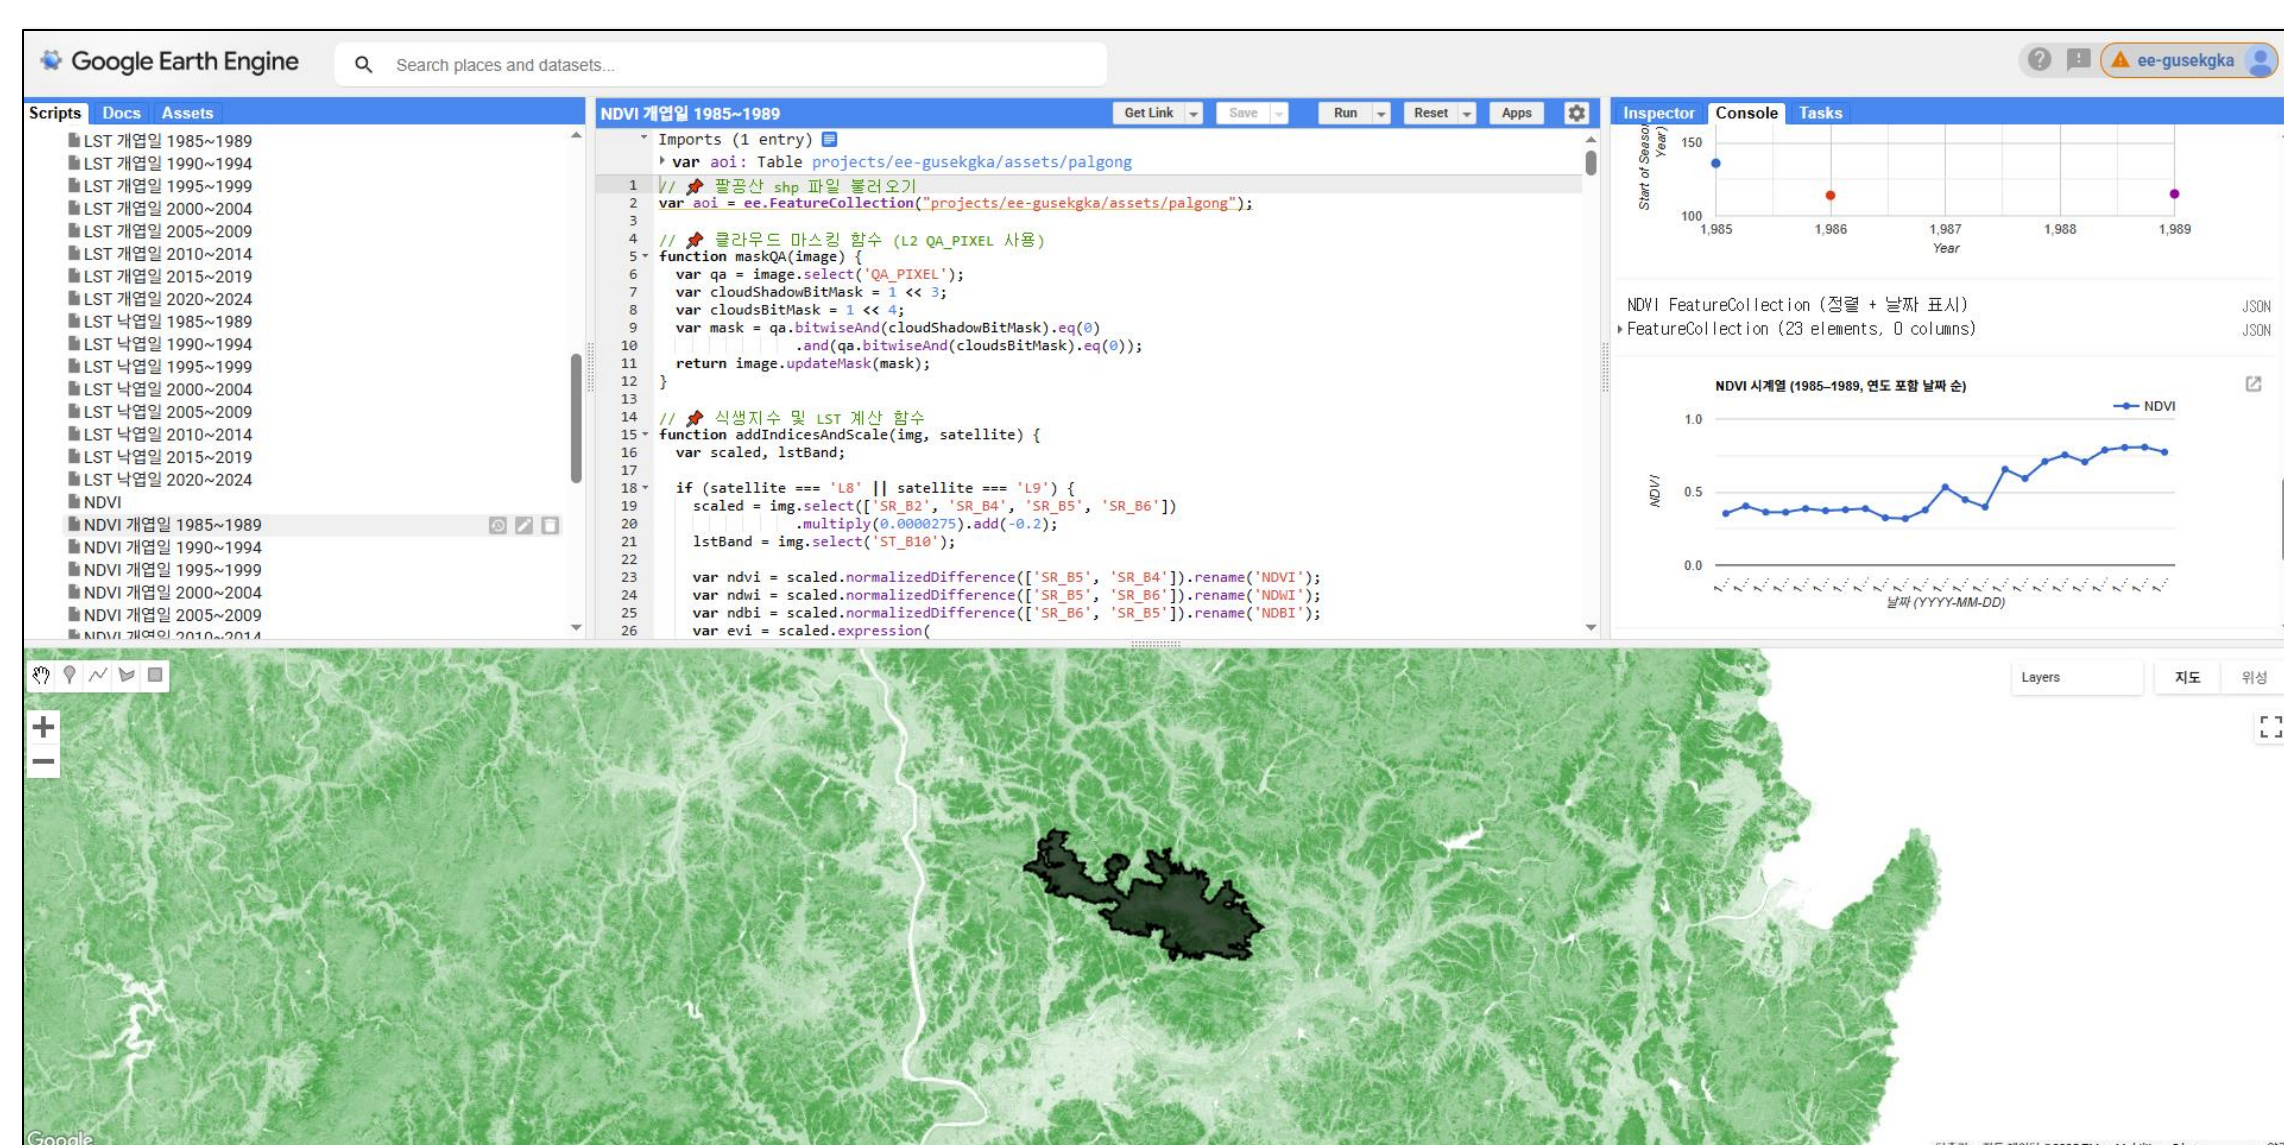 Google Earth Engine
Search places and datasets...
ee-gusekgka
Scripts Docs Assets
LST 개엽일 1985~1989
LST 개엽일 1990~1994
LST 개엽일 1995~1999
LST 개엽일 2000~2004
LST 개엽일 2005~2009
LST 개엽일 2010~2014
LST 개엽일 2015~2019
LST 개엽일 2020~2024
LST 낙엽일 1985~1989
LST 낙엽일 1990~1994
LST 낙엽일 1995~1999
LST 낙엽일 2000~2004
LST 낙엽일 2005~2009
LST 낙엽일 2010~2014
LST 낙엽일 2015~2019
LST 낙엽일 2020~2024
NDVI
NDVI 개엽일 1985~1989
NDVI 개엽일 1990~1994
NDVI 개엽일 1995~1999
NDVI 개엽일 2000~2004
NDVI 개엽일 2005~2009
NDVI 개엽일 2010~2014
NDVI 개엽일 1985~1989
Get Link Save Run Reset Apps
Imports (1 entry)
var aoi: Table projects/ee-gusekgka/assets/palgong
1 // 📌 팔공산 shp 파일 불러오기
2 var aoi = ee.FeatureCollection("projects/ee-gusekgka/assets/palgong");
3
4 // 📌 클라우드 마스킹 함수 (L2 QA_PIXEL 사용)
5 function maskQA(image) {
6 var qa = image.select('QA_PIXEL');
7 var cloudShadowBitMask = 1 << 3;
8 var cloudsBitMask = 1 << 4;
9 var mask = qa.bitwiseAnd(cloudShadowBitMask).eq(0)
10 .and(qa.bitwiseAnd(cloudsBitMask).eq(0));
11 return image.updateMask(mask);
12 }
13
14 // 📌 식생지수 및 LST 계산 함수
15 function addIndicesAndScale(img, satellite) {
16 var scaled, lstBand;
17
18 if (satellite === 'L8' || satellite === 'L9') {
19 scaled = img.select(['SR_B2', 'SR_B4', 'SR_B5', 'SR_B6'])
20 .multiply(0.0000275).add(-0.2);
21 lstBand = img.select('ST_B10');
22
23 var ndvi = scaled.normalizedDifference(['SR_B5', 'SR_B4']).rename('NDVI');
24 var ndwi = scaled.normalizedDifference(['SR_B5', 'SR_B6']).rename('NDWI');
25 var ndbi = scaled.normalizedDifference(['SR_B6', 'SR_B5']).rename('NDBI');
26 var evi = scaled.expression(
Inspector Console Tasks
Start of Season
Year)
150
100
1,985 1,986 1,987 1,988 1,989
Year
NDVI FeatureCollection (정렬 + 날짜 표시) JSON
FeatureCollection (23 elements, 0 columns) JSON
NDVI 시계열 (1985–1989, 연도 포함 날짜 순)
NDVI
1.0
0.5
0.0
NDVI
날짜 (YYYY-MM-DD)
Layers
지도 위성
Google